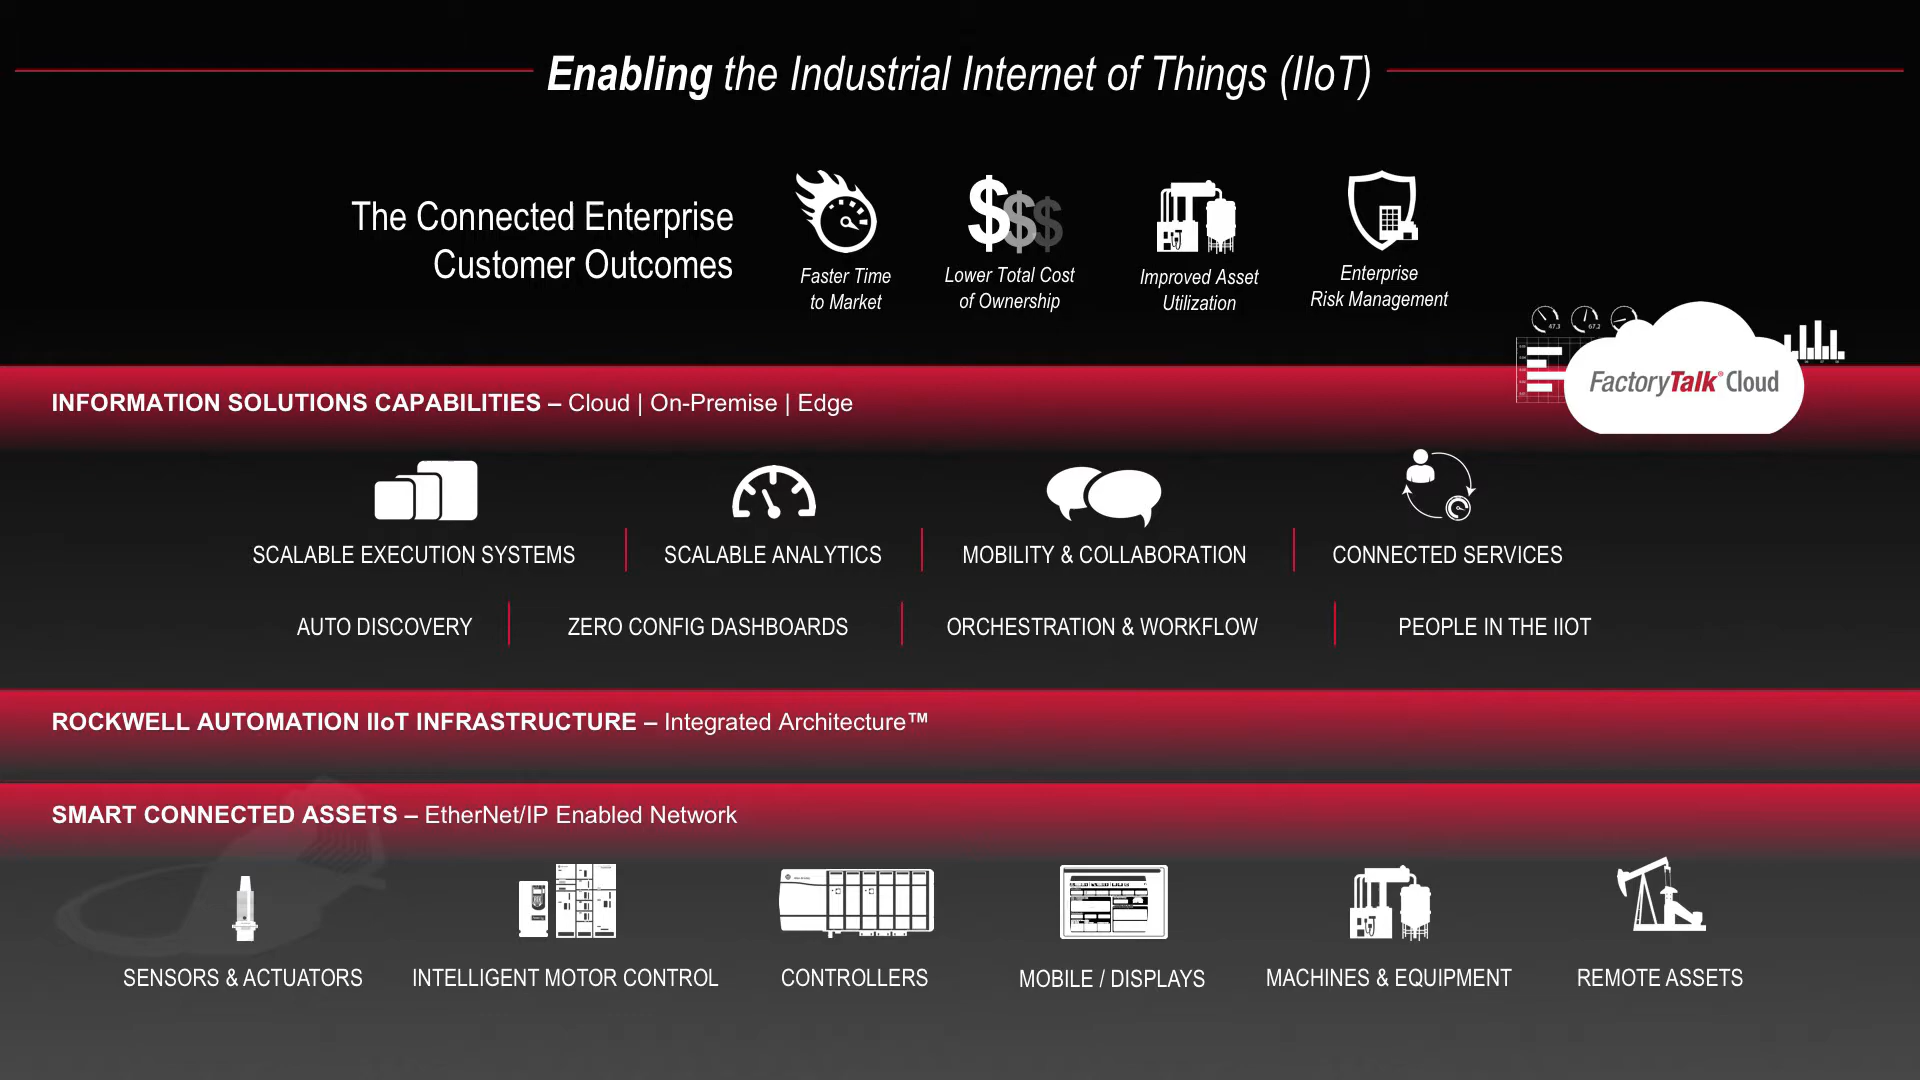 Enabling the Industrial Internet of Things (IIoT)
The Connected Enterprise
Customer Outcomes
Faster Time
to Market
Lower Total Cost
of Ownership
Improved Asset
Utilization
Enterprise
Risk Management
47.3
67.2
FactoryTalk® Cloud
INFORMATION SOLUTIONS CAPABILITIES – Cloud | On-Premise | Edge
SCALABLE EXECUTION SYSTEMS
SCALABLE ANALYTICS
MOBILITY & COLLABORATION
CONNECTED SERVICES
AUTO DISCOVERY
ZERO CONFIG DASHBOARDS
ORCHESTRATION & WORKFLOW
PEOPLE IN THE IIOT
ROCKWELL AUTOMATION IIoT INFRASTRUCTURE – Integrated Architecture™
SMART CONNECTED ASSETS – EtherNet/IP Enabled Network
SENSORS & ACTUATORS
INTELLIGENT MOTOR CONTROL
CONTROLLERS
MOBILE / DISPLAYS
MACHINES & EQUIPMENT
REMOTE ASSETS